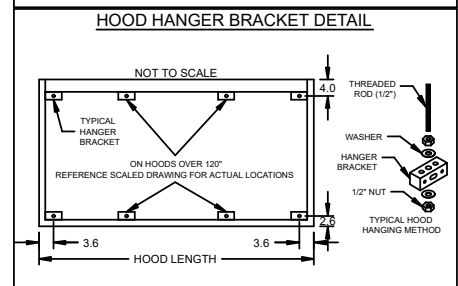 HOOD HANGER BRACKET DETAIL
NOT TO SCALE
4.0
TYPICAL
HANGER
BRACKET
ON HOODS OVER 120"
REFERENCE SCALED DRAWING FOR ACTUAL LOCATIONS
2.6
3.6
3.6
HOOD LENGTH
THREADED
ROD (1/2")
WASHER
HANGER
BRACKET
1/2" NUT
TYPICAL HOOD
HANGING METHOD